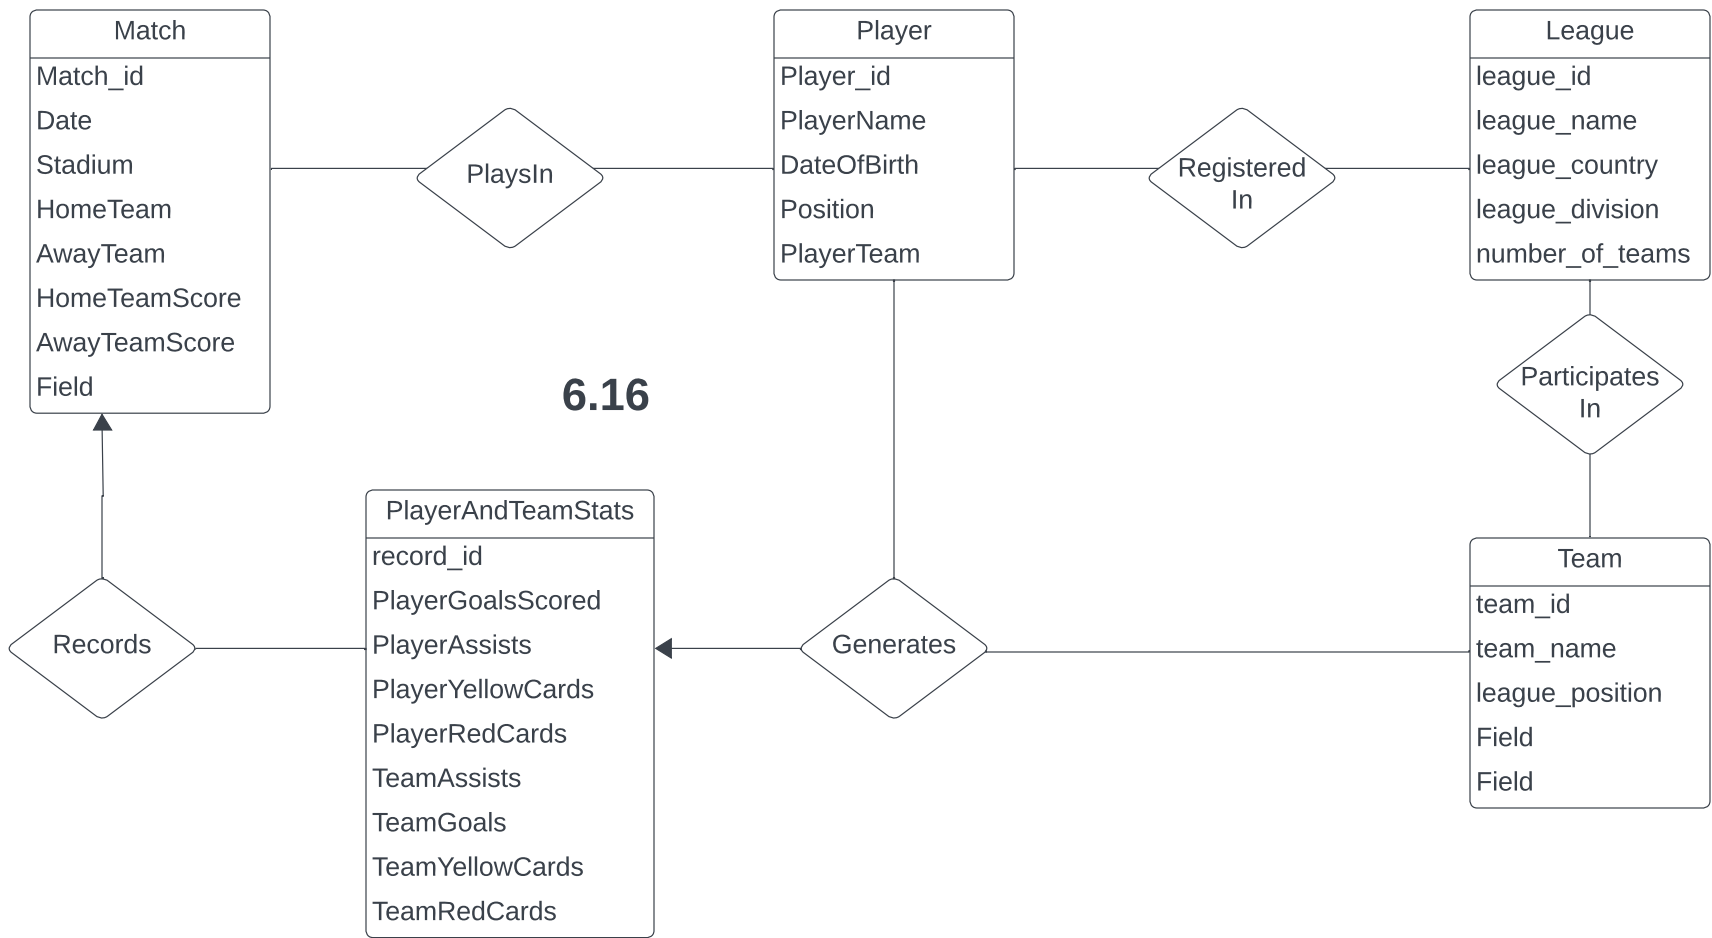 Match
Match_id
Date
Stadium
HomeTeam
AwayTeam
HomeTeamScore
AwayTeamScore
Field
PlaysIn
Player
Player_id
PlayerName
DateOfBirth
Position
PlayerTeam
Registered
In
League
league_id
league_name
league_country
league_division
number_of_teams
Participates
In
6.16
Records
PlayerAndTeamStats
record_id
PlayerGoalsScored
PlayerAssists
PlayerYellowCards
PlayerRedCards
TeamAssists
TeamGoals
TeamYellowCards
TeamRedCards
Generates
Team
team_id
team_name
league_position
Field
Field